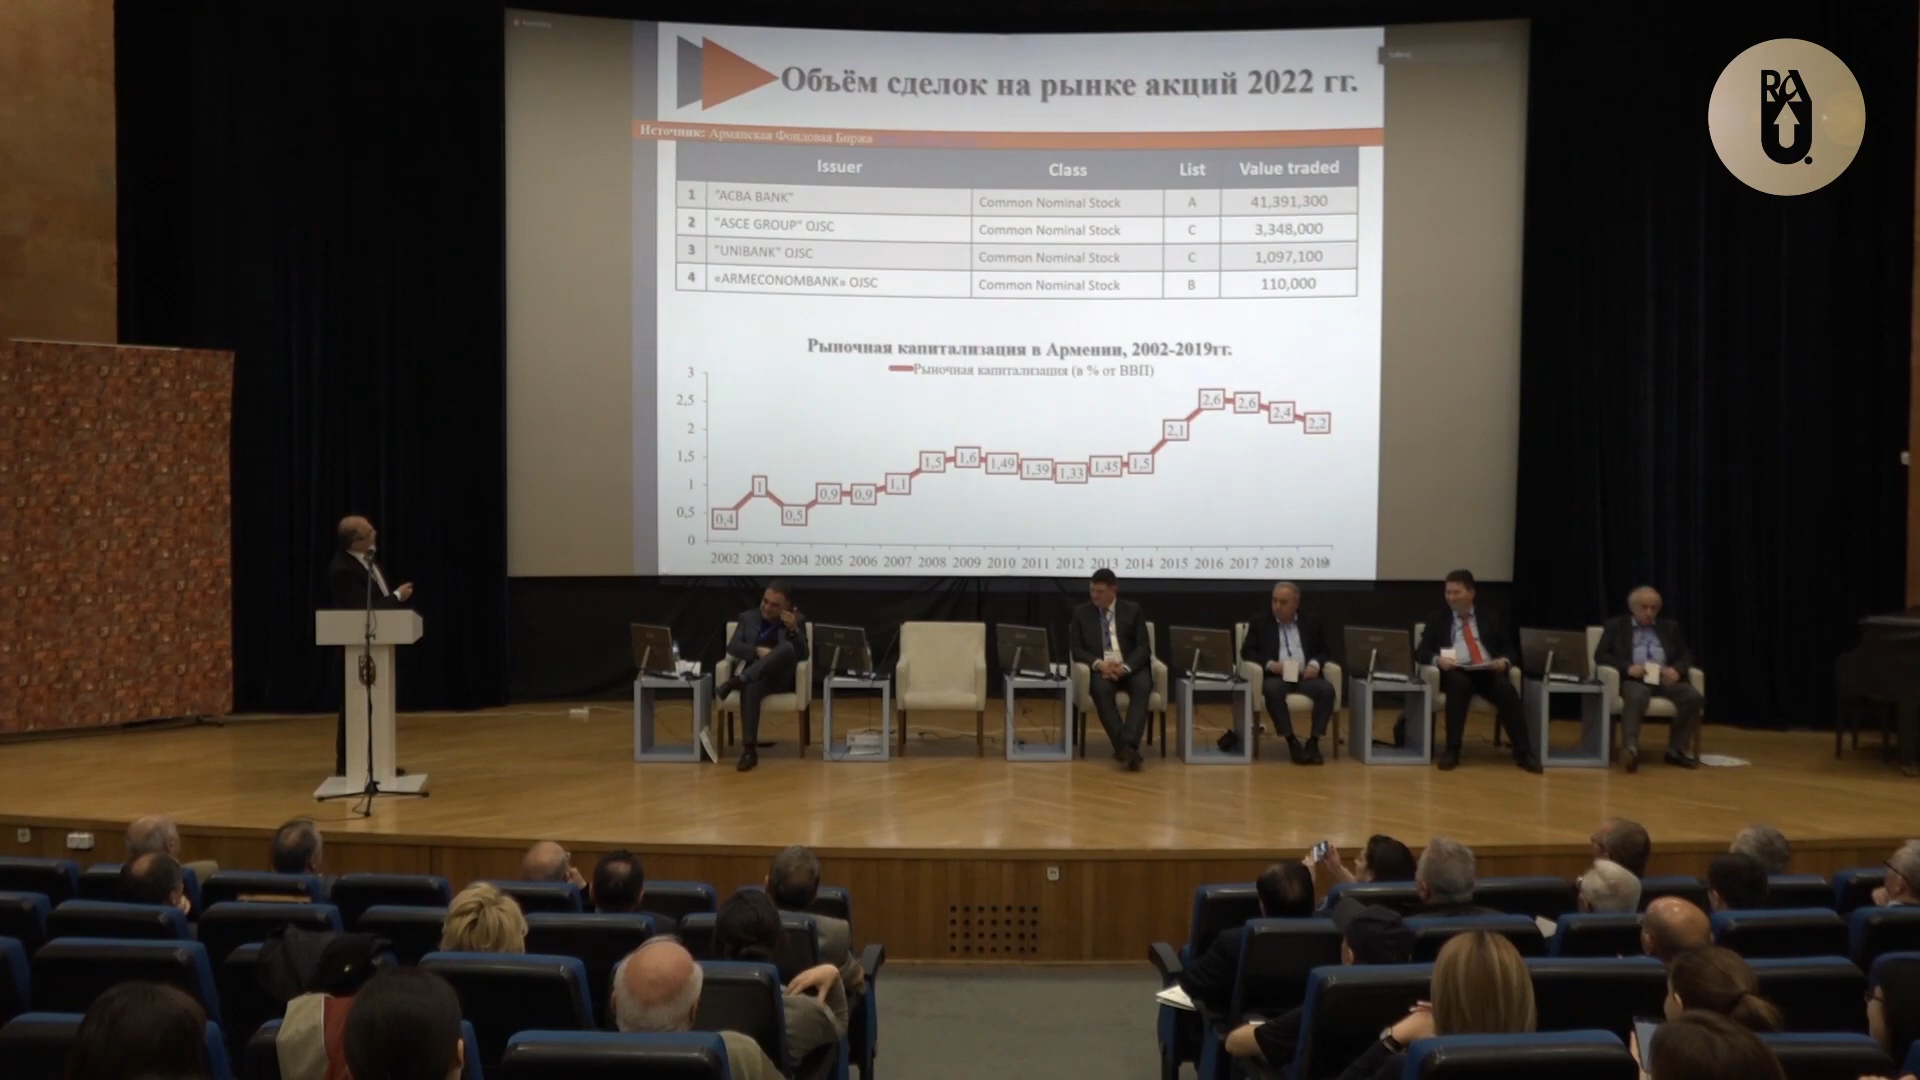 Объём сделок на рынке акций 2022 гг.
Источник: Армянская Фондовая Биржа
Issuer Class List Value traded
1 "ACBA BANK" Common Nominal Stock A 41,391,300
2 "ASCE GROUP" OJSC Common Nominal Stock C 3,348,000
3 "UNIBANK" OJSC Common Nominal Stock C 1,097,100
4 «ARMECONOMBANK» OJSC Common Nominal Stock B 110,000
Рыночная капитализация в Армении, 2002-2019гг.
Рыночная капитализация (в % от ВВП)
3
2,5
2
1,5
1
0,5
0
0,4 1 0,5 0,9 0,9 1,1 1,5 1,6 1,49 1,39 1,33 1,45 1,5 2,1 2,6 2,6 2,4 2,2
2002 2003 2004 2005 2006 2007 2008 2009 2010 2011 2012 2013 2014 2015 2016 2017 2018 2019
RAU